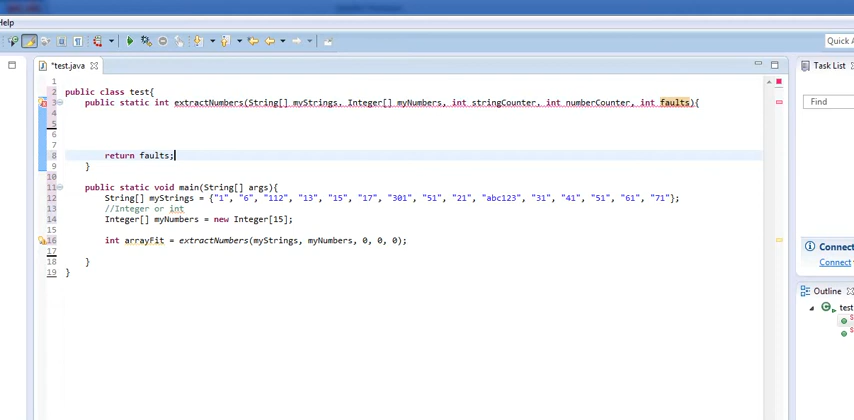 Help
Quick A
*test.java
Task List
Find
1
2 public class test{
3 public static int extractNumbers(String[] myStrings, Integer[] myNumbers, int stringCounter, int numberCounter, int faults){
4
5
6
7
8 return faults;
9 }
10
11 public static void main(String[] args){
12 String[] myStrings = {"1", "6", "112", "13", "15", "17", "301", "51", "21", "abc123", "31", "41", "51", "61", "71"};
13 //Integer or int
14 Integer[] myNumbers = new Integer[15];
15
16 int arrayFit = extractNumbers(myStrings, myNumbers, 0, 0, 0);
17
18 }
19 }
Connect
Connect
Outline
test
S
S